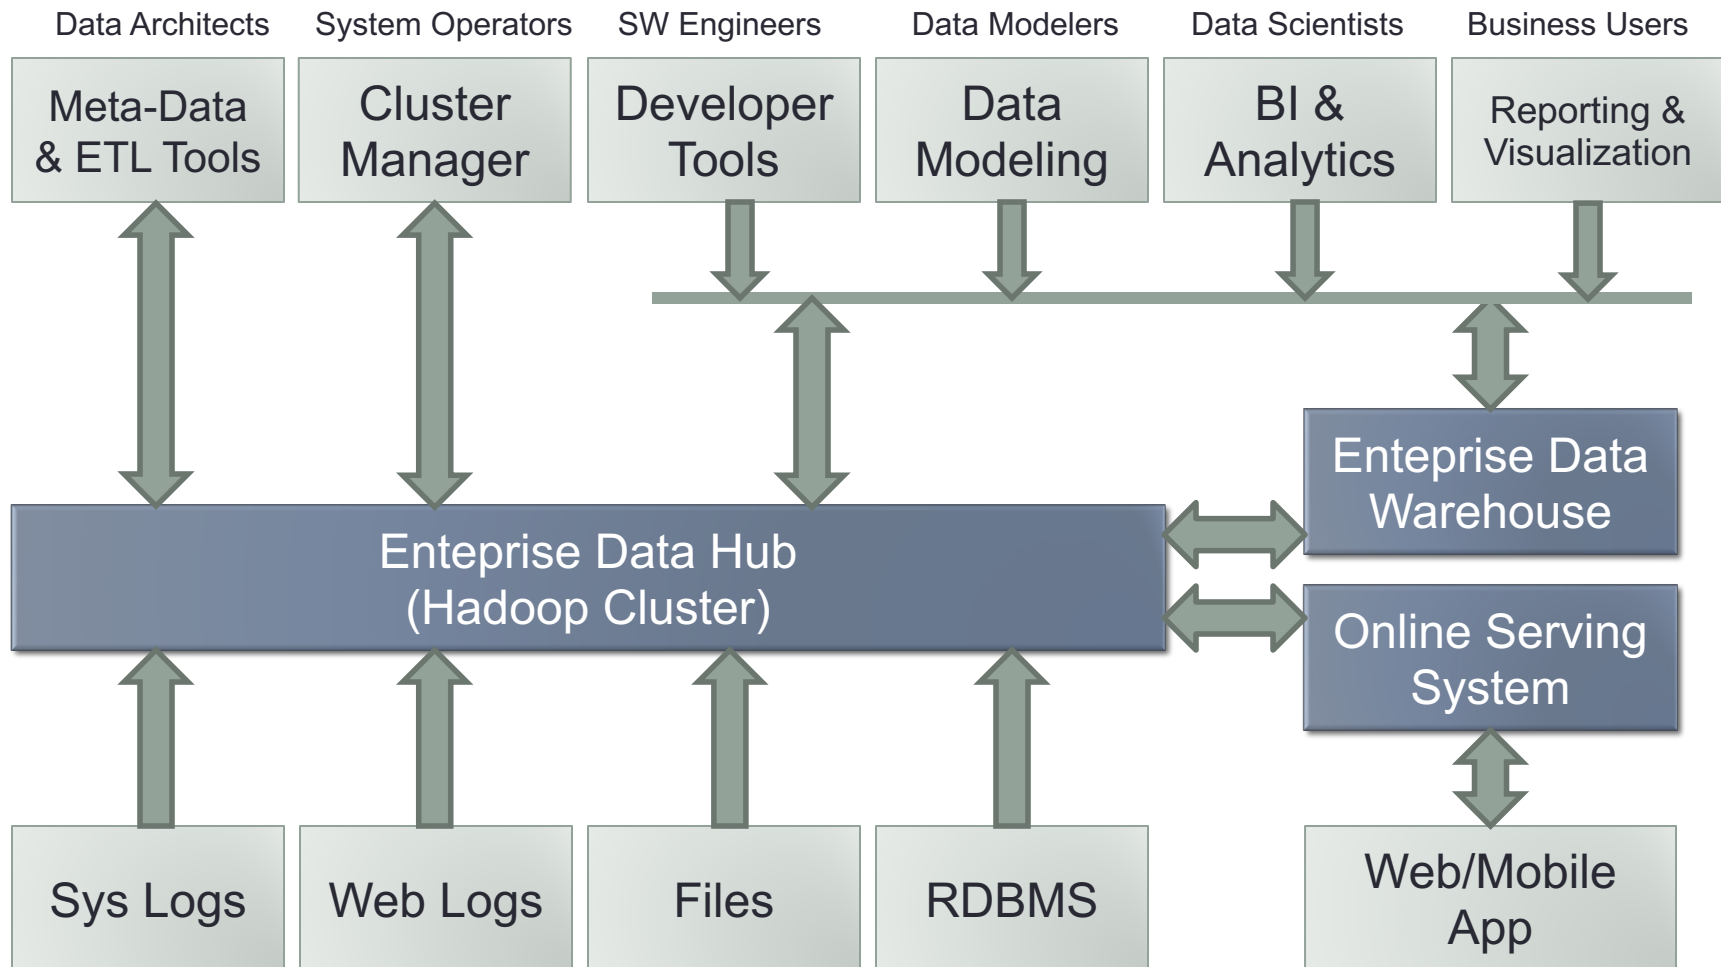 Data Architects
System Operators
SW Engineers
Data Modelers
Data Scientists
Business Users
Meta-Data
& ETL Tools
Cluster
Manager
Developer
Tools
Data
Modeling
BI &
Analytics
Reporting &
Visualization
Enteprise Data
Warehouse
Enteprise Data Hub
(Hadoop Cluster)
Online Serving
System
Sys Logs
Web Logs
Files
RDBMS
Web/Mobile
App